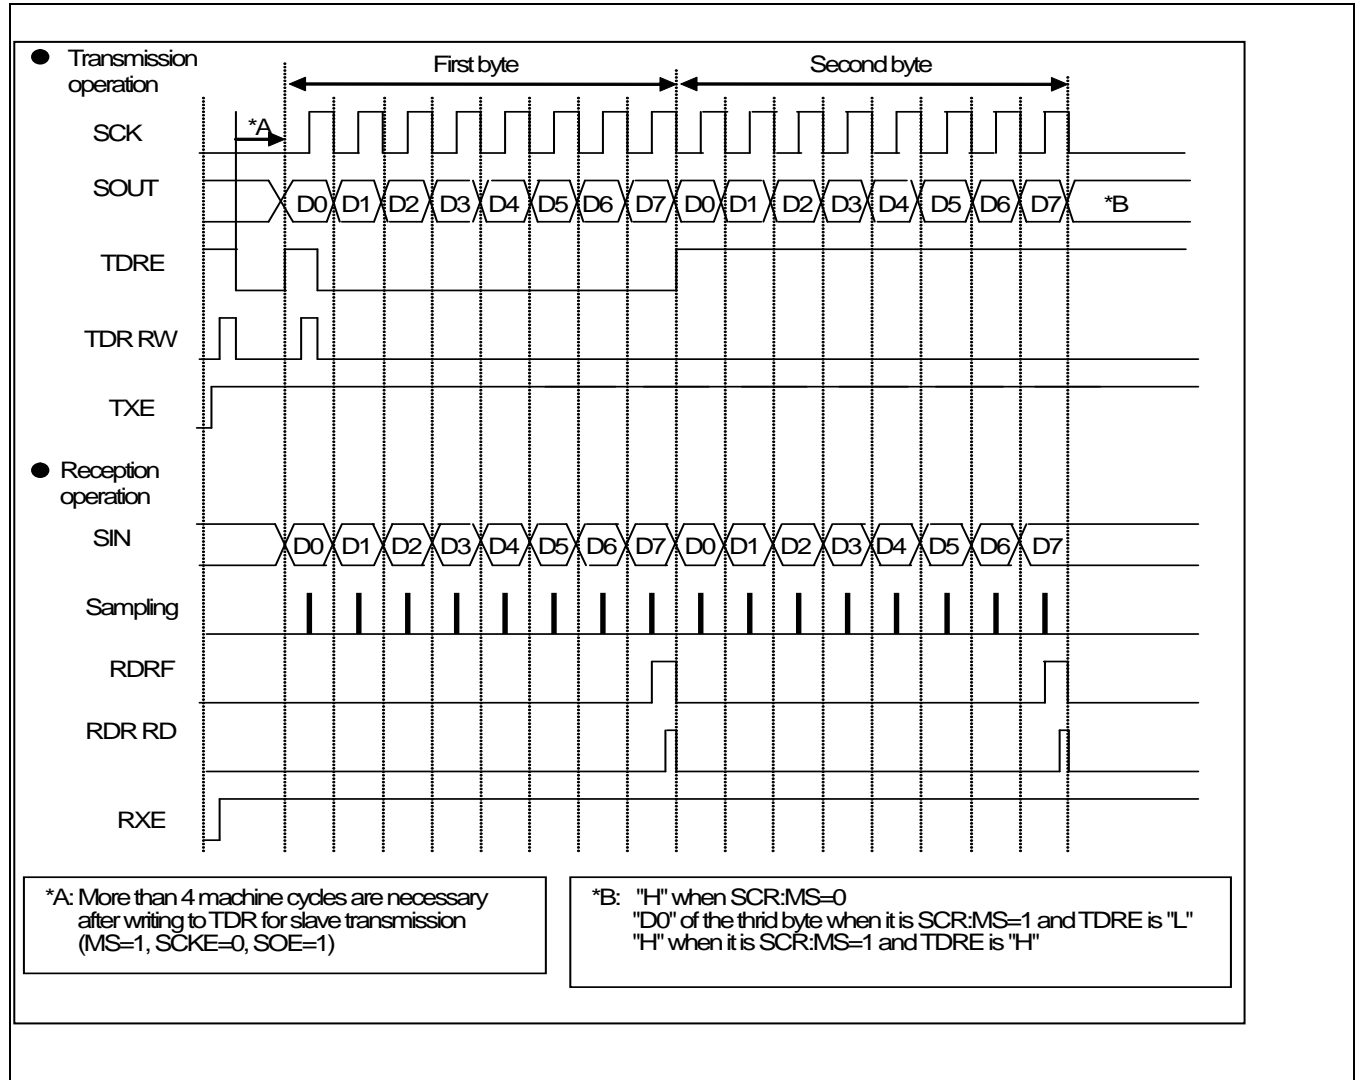 ● Transmission
operation
First byte
Second byte
*A
SCK
SOUT
D0 D1 D2 D3 D4 D5 D6 D7 D0 D1 D2 D3 D4 D5 D6 D7
*B
TDRE
TDR RW
TXE
● Reception
operation
SIN
D0 D1 D2 D3 D4 D5 D6 D7 D0 D1 D2 D3 D4 D5 D6 D7
Sampling
RDRF
RDR RD
RXE
*A: More than 4 machine cycles are necessary
after writing to TDR for slave transmission
(MS=1, SCKE=0, SOE=1)
*B: "H" when SCR:MS=0
"D0" of the thrid byte when it is SCR:MS=1 and TDRE is "L"
"H" when it is SCR:MS=1 and TDRE is "H"